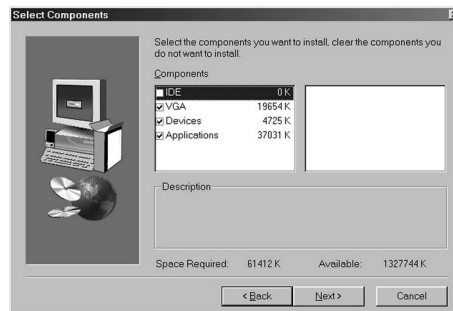 Select Components
Select the components you want to install, clear the components you
do not want to install.
Components
IDE 0 K
VGA 19654 K
Devices 4725 K
Applications 37031 K
Description
Space Required: 61412 K Available: 1327744 K
< Back Next > Cancel